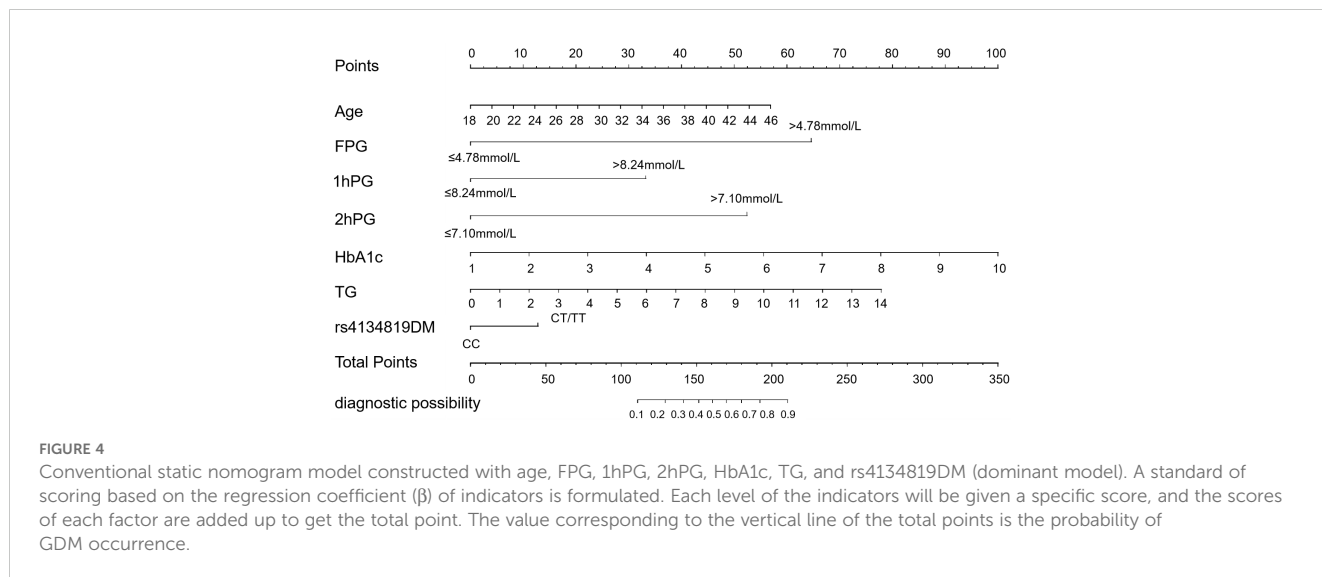 0 10 20 30 40 50 60 70 80 90 100
Points
Age
18 20 22 24 26 28 30 32 34 36 38 40 42 44 46
>4.78mmol/L
FPG
≤4.78mmol/L
>8.24mmol/L
1hPG
≤8.24mmol/L
>7.10mmol/L
2hPG
≤7.10mmol/L
HbA1c
1 2 3 4 5 6 7 8 9 10
TG
0 1 2 3 4 5 6 7 8 9 10 11 12 13 14
CT/TT
rs4134819DM
CC
Total Points
0 50 100 150 200 250 300 350
diagnostic possibility
0.1 0.2 0.3 0.4 0.5 0.6 0.7 0.8 0.9
FIGURE 4
Conventional static nomogram model constructed with age, FPG, 1hPG, 2hPG, HbA1c, TG, and rs4134819DM (dominant model). A standard of
scoring based on the regression coefficient (β) of indicators is formulated. Each level of the indicators will be given a specific score, and the scores
of each factor are added up to get the total point. The value corresponding to the vertical line of the total points is the probability of
GDM occurrence.